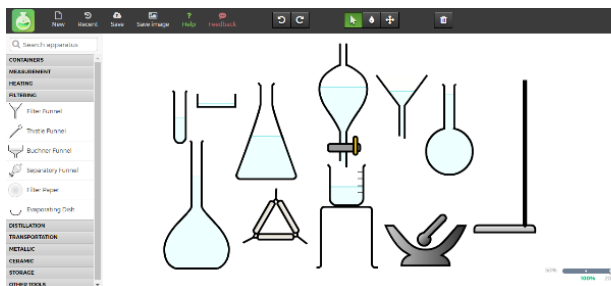 New
Recent
Save
Save image
Help
Feedback
Search apparatus
CONTAINERS
MEASUREMENT
HEATING
FILTERING
Filter Funnel
Thistle Funnel
Buchner Funnel
Separatory Funnel
Filter Paper
Evaporating Dish
DISTILLATION
TRANSPORTATION
METALLIC
CERAMIC
STORAGE
OTHER TOOLS
50%
100%